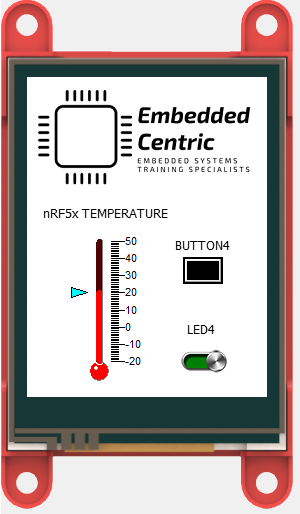 Embedded
Centric
EMBEDDED SYSTEMS
TRAINING SPECIALISTS
nRF5x TEMPERATURE
50
40
30
20
10
0
-10
-20
BUTTON4
LED4